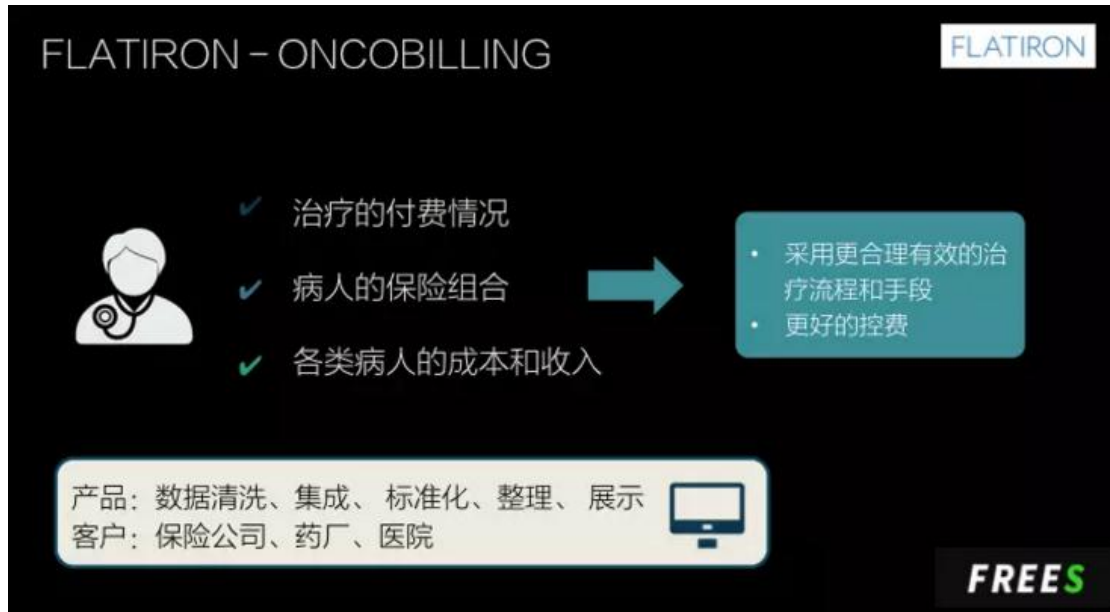 FLATIRON – ONCOBILLING
FLATIRON
治疗的付费情况
病人的保险组合
各类病人的成本和收入
• 采用更合理有效的治
疗流程和手段
• 更好的控费
产品：数据清洗、集成、 标准化、整理、 展示
客户：保险公司、药厂、医院
FREES